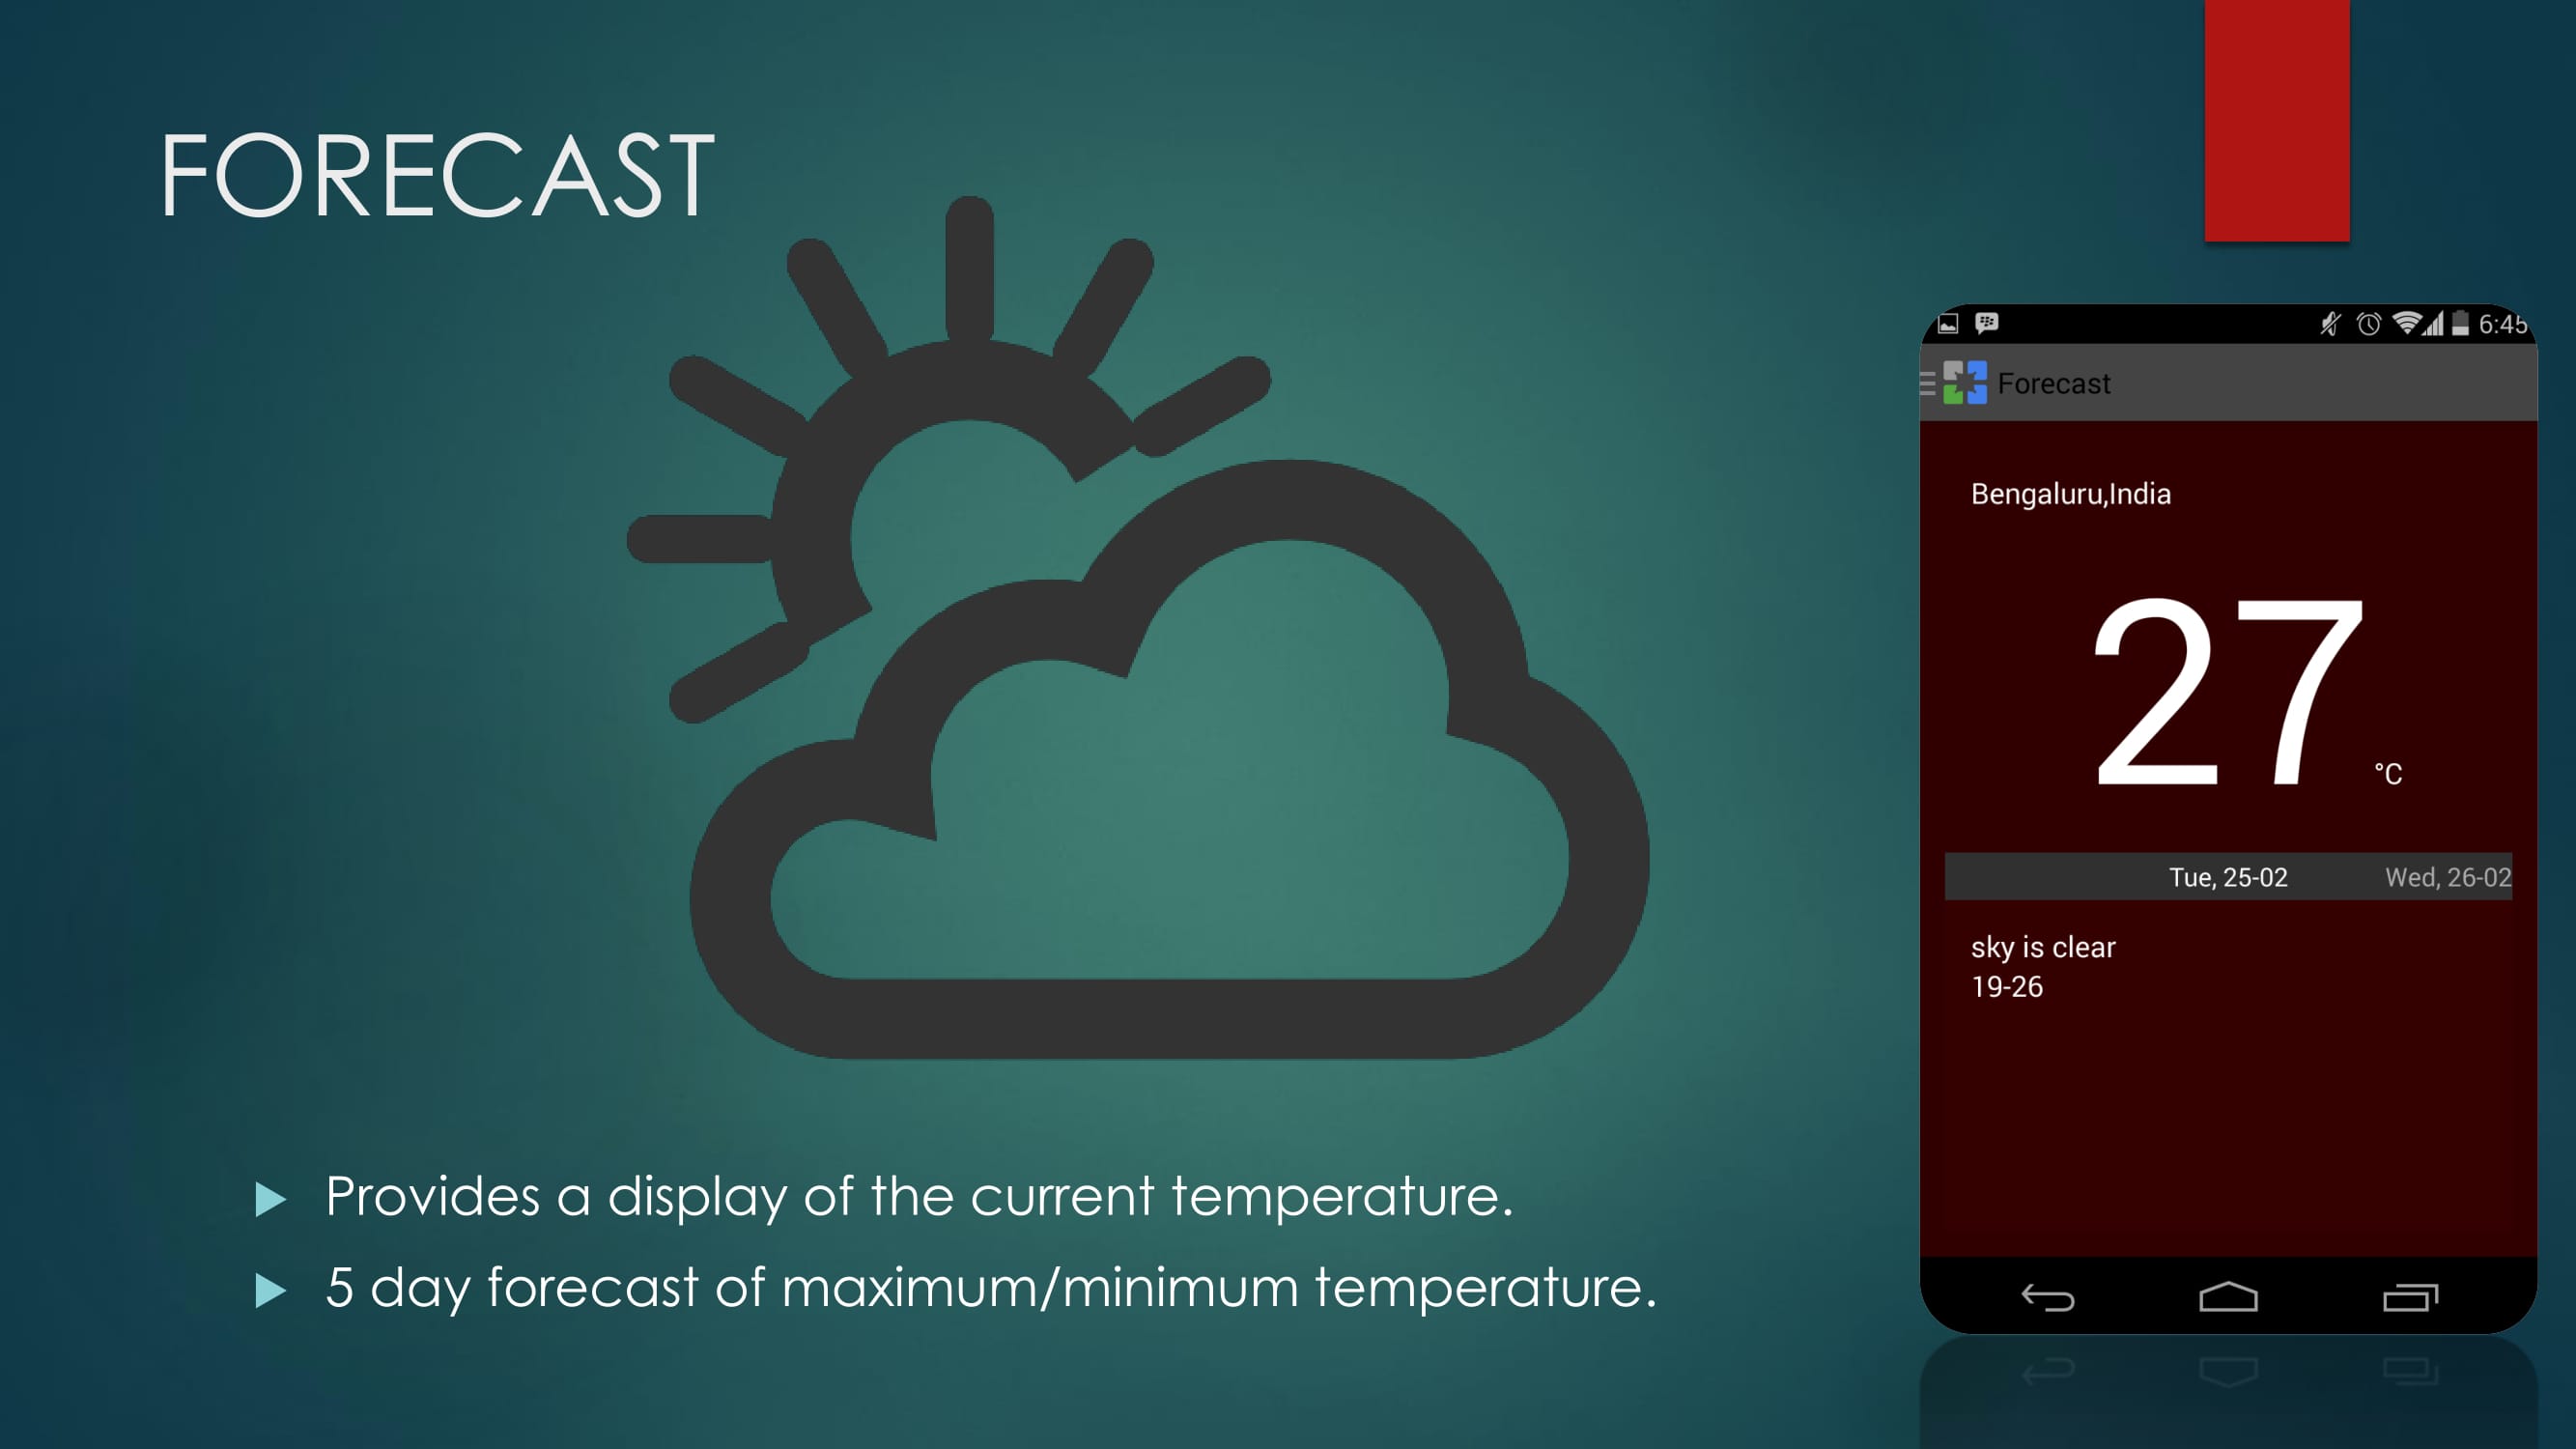 FORECAST
6:45
Forecast
Bengaluru,India
27
°C
Tue, 25-02 Wed, 26-02
sky is clear
19-26
Provides a display of the current temperature.
5 day forecast of maximum/minimum temperature.